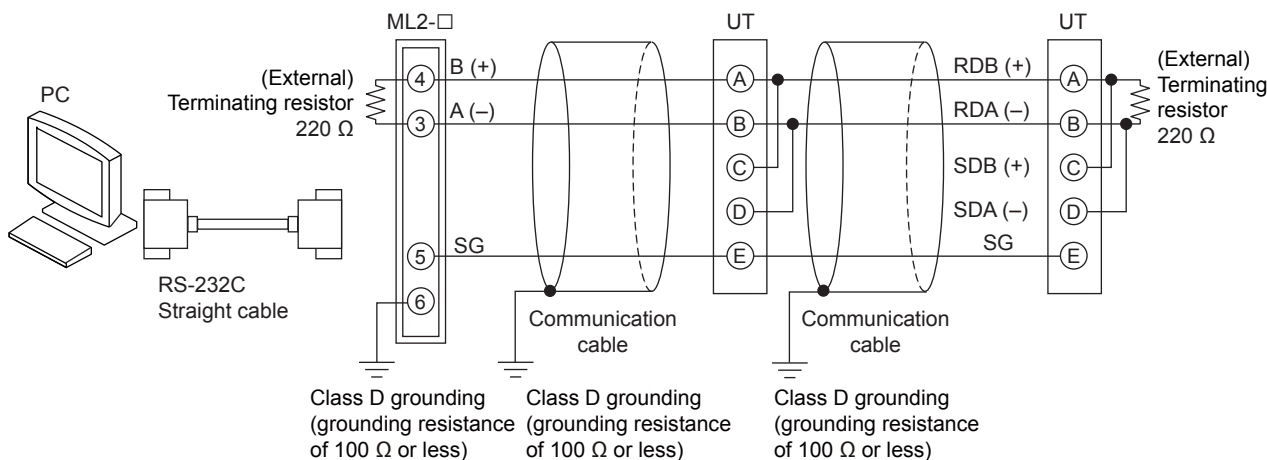 ML2-□
UT
UT
PC
(External)
Terminating resistor
220 Ω
4
B (+)
3
A (–)
5
SG
6
A
B
C
D
E
RDB (+)
RDA (–)
SDB (+)
SDA (–)
SG
A
B
C
D
E
(External)
Terminating
resistor
220 Ω
RS-232C
Straight cable
Communication
cable
Communication
cable
Class D grounding
(grounding resistance
of 100 Ω or less)
Class D grounding
(grounding resistance
of 100 Ω or less)
Class D grounding
(grounding resistance
of 100 Ω or less)